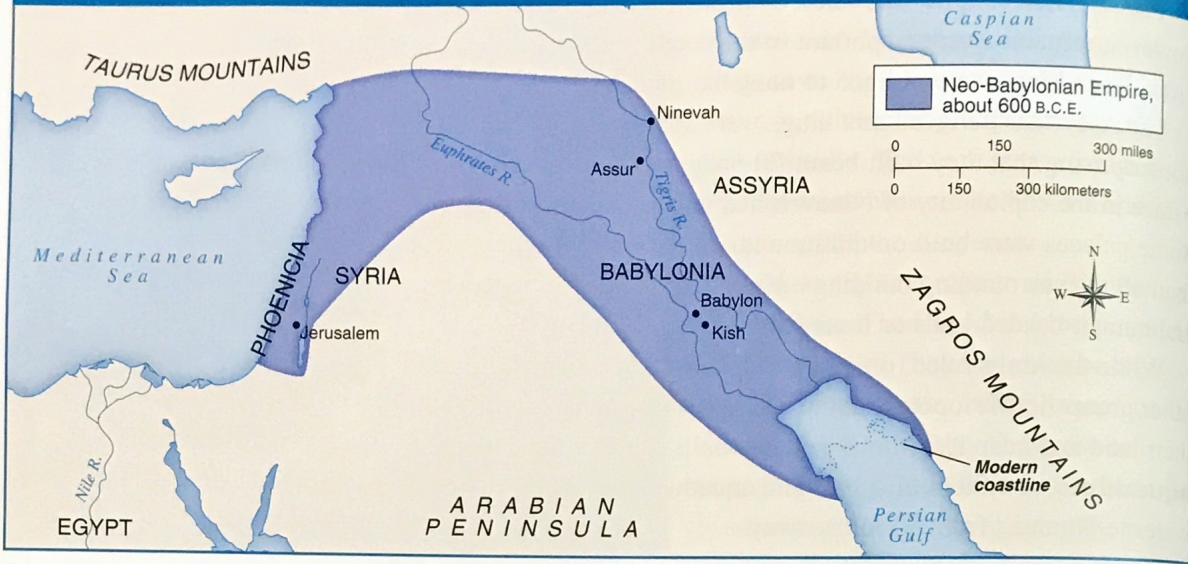 Caspian
Sea
TAURUS MOUNTAINS
Neo-Babylonian Empire,
about 600 B.C.E.
0 150 300 miles
0 150 300 kilometers
Ninevah
Assur
Euphrates R.
Tigris R.
ASSYRIA
Mediterranean
Sea
PHOENICIA
SYRIA
BABYLONIA
Babylon
Kish
Jerusalem
N
W E
S
ZAGROS MOUNTAINS
Modern
coastline
Nile R.
EGYPT
ARABIAN
PENINSULA
Persian
Gulf